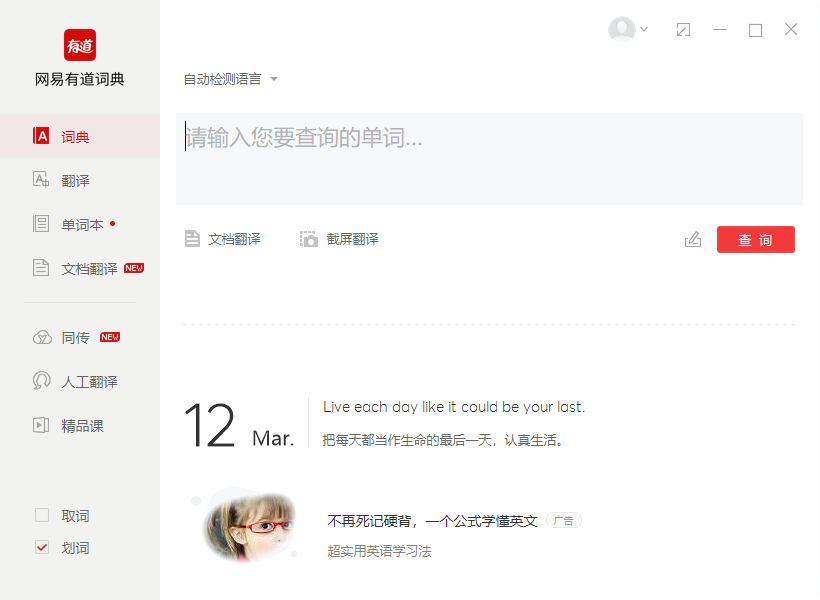 有道
网易有道词典
A 词典
翻译
单词本
文档翻译 NEW
同传 NEW
人工翻译
精品课
取词
划词
自动检测语言
请输入您要查询的单词...
文档翻译 截屏翻译 查 询
12 Mar.
Live each day like it could be your last.
把每天都当作生命的最后一天，认真生活。
不再死记硬背，一个公式学懂英文 广告
超实用英语学习法